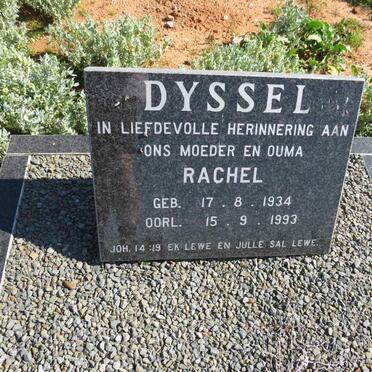 DYSSEL
IN LIEFDEVOLLE HERINNERING AAN
ONS MOEDER EN OUMA
RACHEL
GEB. 17 . 8 . 1934
OORL. 15 . 9 . 1993
JOH. 14:19 EK LEWE EN JULLE SAL LEWE.